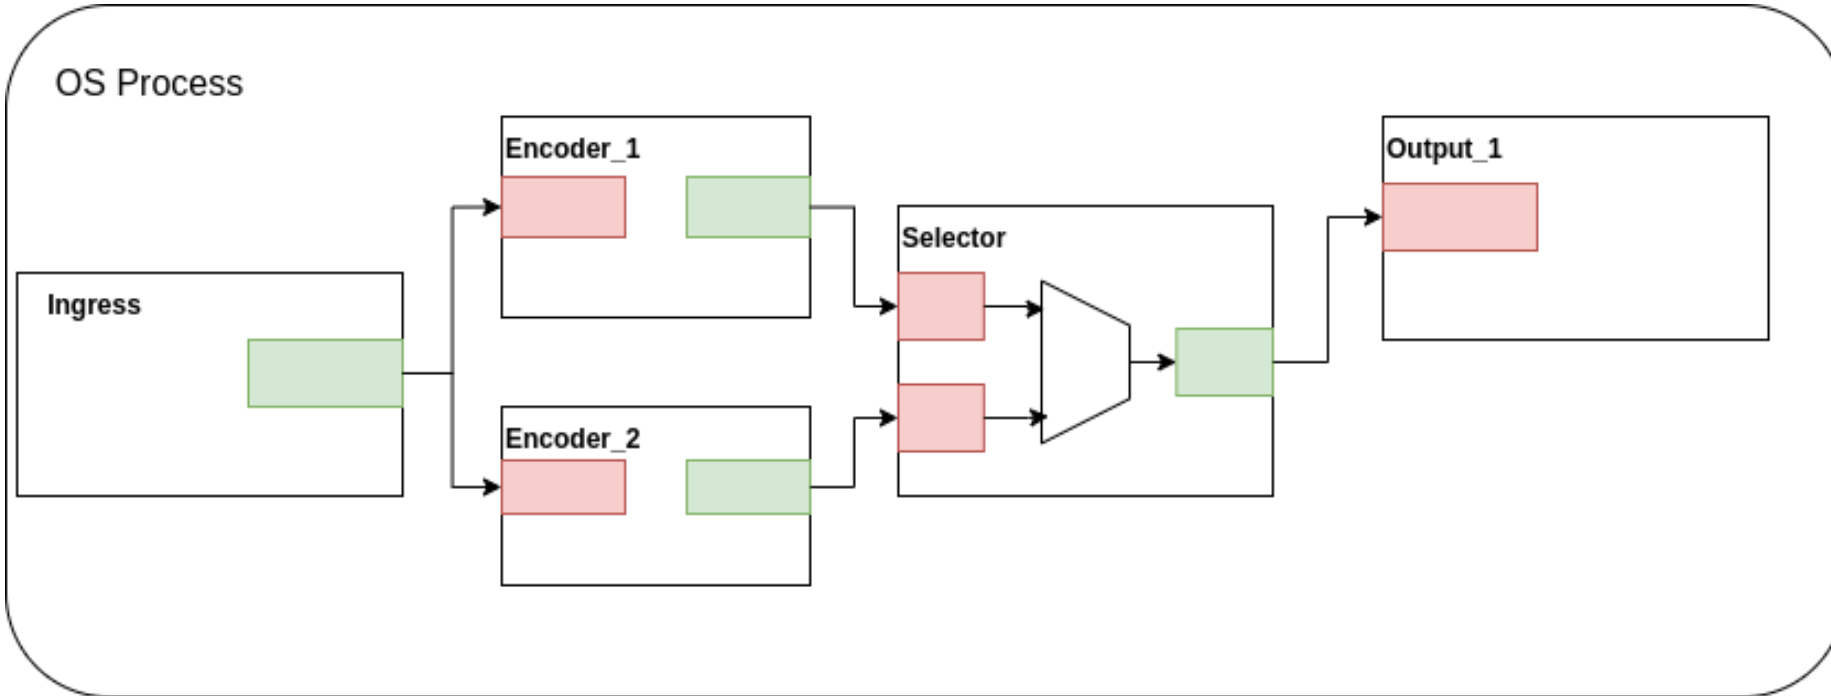 OS Process
Encoder_1
Output_1
Selector
Ingress
Encoder_2